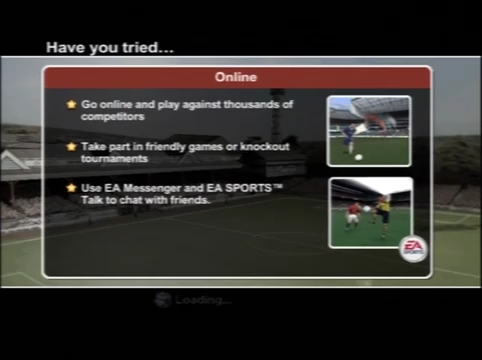 Have you tried...
Online
Go online and play against thousands of
competitors
Take part in friendly games or knockout
tournaments
Use EA Messenger and EA SPORTS™
Talk to chat with friends.
EA
SPORTS
Loading...